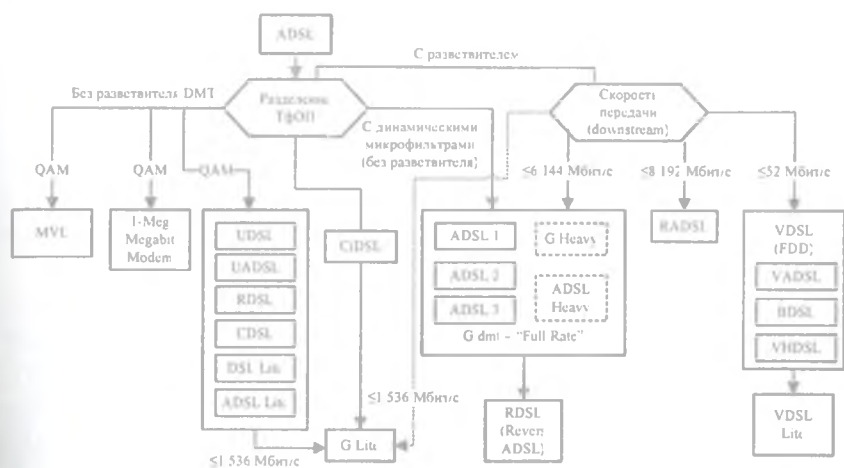 ADSL
С разветвителем
Без разветвителя DMT
Разделение
ТфОП
Скорости
передачи
(downstream)
С динамическими
микрофильтрами
(без разветвителя)
QAM
QAM
QAM
≤6 144 Мбит/с
≤8 192 Мбит/с
≤52 Мбит/с
MVL
1-Meg
Megabit
Modem
UDSL
UADSL
RDSL
CDSL
DSL Lite
ADSL Lite
CiDSL
ADSL 1
ADSL 2
ADSL 3
G Heavy
ADSL
Heavy
G dmt – “Full Rate”
RADSL
VDSL
(FDD)
VADSL
BDSL
VHDSL
≤1 536 Мбит/с
≤1 536 Мбит/с
G Lite
RDSL
(Revers
ADSL)
VDSL
Lite